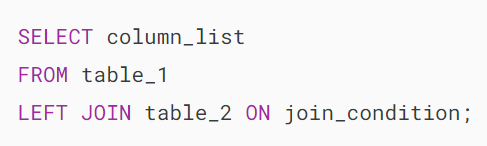 SELECT column_list
FROM table_1
LEFT JOIN table_2 ON join_condition;